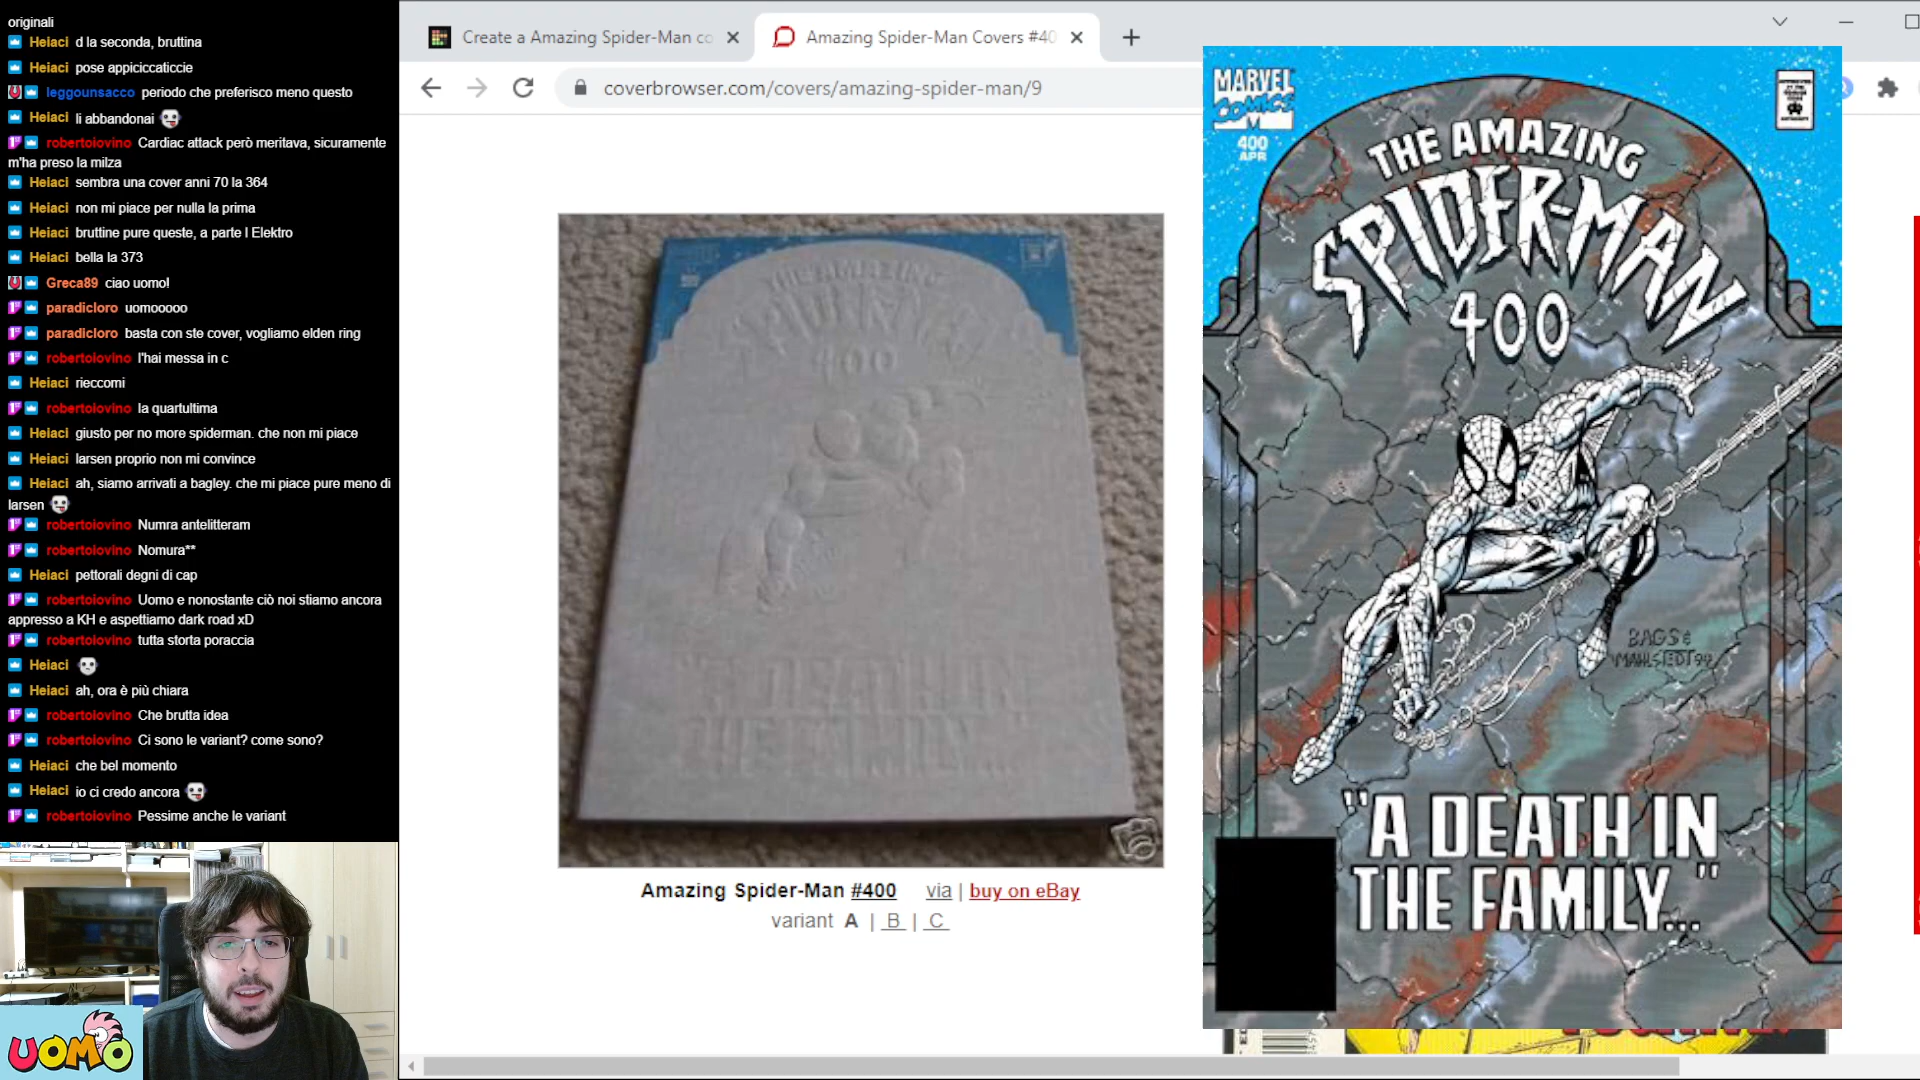 originali
Heiaci d la seconda, bruttina
Heiaci pose appiciccaticcie
leggounsacco periodo che preferisco meno questo
Heiaci li abbandonai
robertoiovino Cardiac attack però meritava, sicuramente
m'ha preso la milza
Heiaci sembra una cover anni 70 la 364
Heiaci non mi piace per nulla la prima
Heiaci bruttine pure queste, a parte l Elektro
Heiaci bella la 373
Greca89 ciao uomo!
paradicloro uomooooo
paradicloro basta con ste cover, vogliamo elden ring
robertoiovino l'hai messa in c
Heiaci rieccomi
robertoiovino la quartultima
Heiaci giusto per no more spiderman. che non mi piace
Heiaci larsen proprio non mi convince
Heiaci ah, siamo arrivati a bagley. che mi piace pure meno di
larsen
robertoiovino Numra antelitteram
robertoiovino Nomura**
Heiaci pettorali degni di cap
robertoiovino Uomo e nonostante ciò noi stiamo ancora
appresso a KH e aspettiamo dark road xD
robertoiovino tutta storta poraccia
Heiaci
Heiaci ah, ora è più chiara
robertoiovino Che brutta idea
robertoiovino Ci sono le variant? come sono?
Heiaci che bel momento
Heiaci io ci credo ancora
robertoiovino Pessime anche le variant
UOMO
Create a Amazing Spider-Man co
Amazing Spider-Man Covers #40
coverbrowser.com/covers/amazing-spider-man/9
THE AMAZING
400
Amazing Spider-Man #400 via | buy on eBay
variant A | B | C
MARVEL
COMICS
400
APR
THE AMAZING
SPIDER-MAN
400
BAGS &
MAHLSTEDT 94
"A DEATH IN
THE FAMILY..."